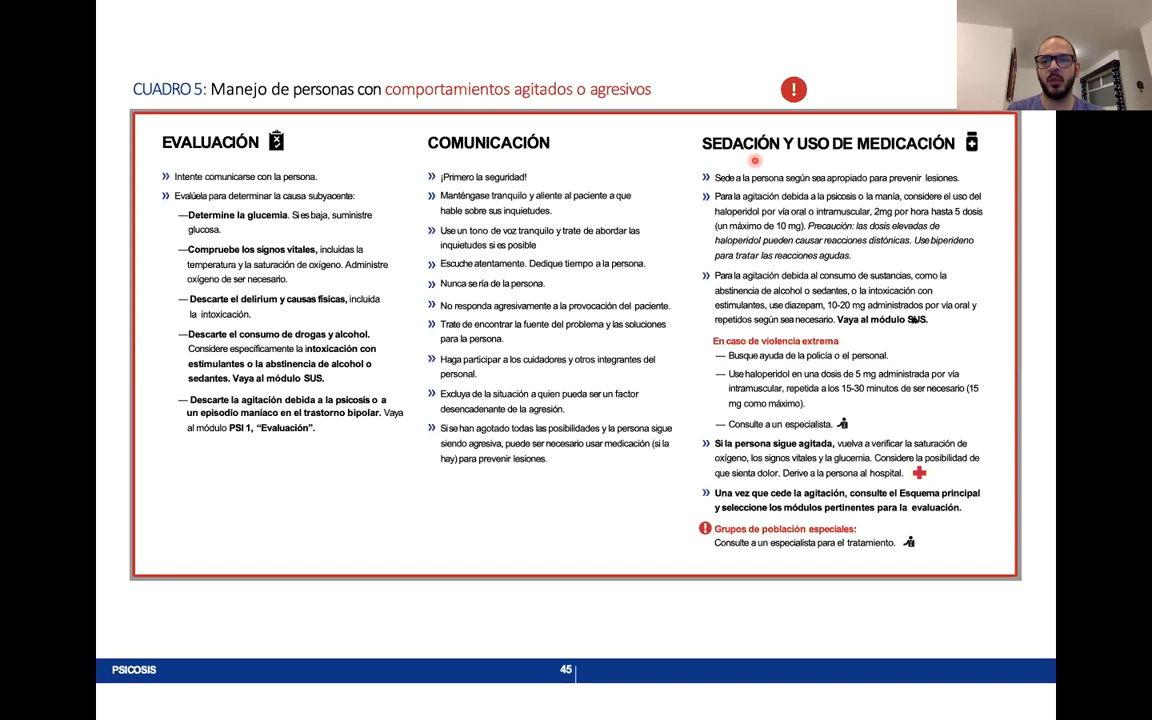 CUADRO 5: Manejo de personas con comportamientos agitados o agresivos
!
EVALUACIÓN
» Intente comunicarse con la persona.
» Evalúela para determinar la causa subyacente:
—Determine la glucemia. Si es baja, suministre
glucosa.
—Compruebe los signos vitales, incluidas la
temperatura y la saturación de oxígeno. Administre
oxígeno de ser necesario.
— Descarte el delirium y causas físicas, incluida
la intoxicación.
— Descarte el consumo de drogas y alcohol.
Considere específicamente la intoxicación con
estimulantes o la abstinencia de alcohol o
sedantes. Vaya al módulo SUS.
— Descarte la agitación debida a la psicosis o a
un episodio maníaco en el trastorno bipolar. Vaya
al módulo PSI 1, “Evaluación”.
COMUNICACIÓN
» ¡Primero la seguridad!
» Manténgase tranquilo y aliente al paciente a que
hable sobre sus inquietudes.
» Use un tono de voz tranquilo y trate de abordar las
inquietudes si es posible
» Escuche atentamente. Dedique tiempo a la persona.
» Nunca se ría de la persona.
» No responda agresivamente a la provocación del paciente.
» Trate de encontrar la fuente del problema y las soluciones
para la persona.
» Haga participar a los cuidadores y otros integrantes del
personal.
» Excluya de la situación a quien pueda ser un factor
desencadenante de la agresión.
» Si se han agotado todas las posibilidades y la persona sigue
siendo agresiva, puede ser necesario usar medicación (si la
hay) para prevenir lesiones.
SEDACIÓN Y USO DE MEDICACIÓN
» Sede a la persona según sea apropiado para prevenir lesiones.
» Para la agitación debida a la psicosis o la manía, considere el uso del
haloperidol por vía oral o intramuscular, 2mg por hora hasta 5 dosis
(un máximo de 10 mg). Precaución: las dosis elevadas de
haloperidol pueden causar reacciones distónicas. Use biperideno
para tratar las reacciones agudas.
» Para la agitación debida al consumo de sustancias, como la
abstinencia de alcohol o sedantes, o la intoxicación con
estimulantes, use diazepam, 10-20 mg administrados por vía oral y
repetidos según sea necesario. Vaya al módulo SUS.
En caso de violencia extrema
— Busque ayuda de la policía o el personal.
— Use haloperidol en una dosis de 5 mg administrada por vía
intramuscular, repetida a los 15-30 minutos de ser necesario (15
mg como máximo).
— Consulte a un especialista.
» Si la persona sigue agitada, vuelva a verificar la saturación de
oxígeno, los signos vitales y la glucemia. Considere la posibilidad de
que sienta dolor. Derive a la persona al hospital.
» Una vez que cede la agitación, consulte el Esquema principal
y seleccione los módulos pertinentes para la evaluación.
! Grupos de población especiales:
Consulte a un especialista para el tratamiento.
PSICOSIS
45